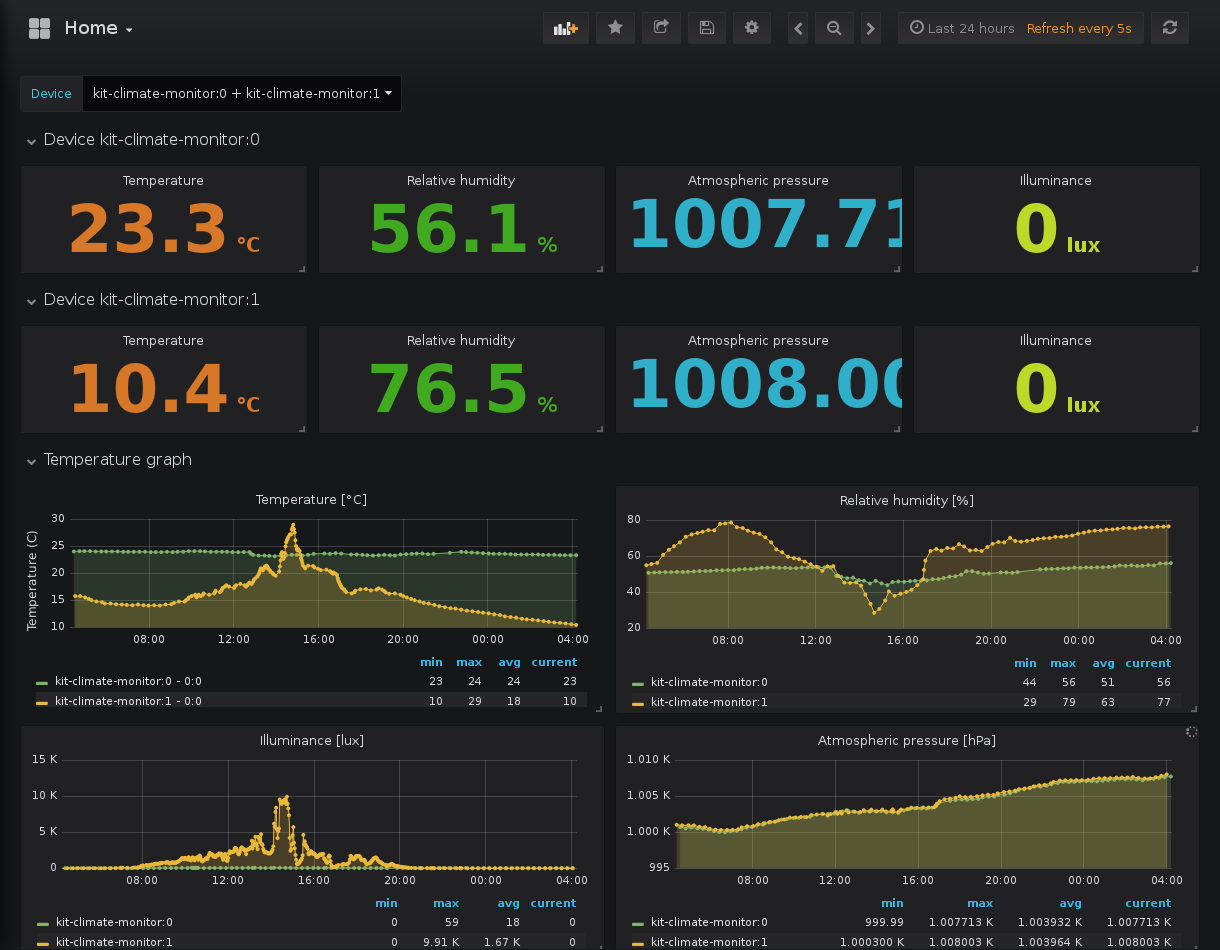 Home
Last 24 hours Refresh every 5s
Device kit-climate-monitor:0 + kit-climate-monitor:1
Device kit-climate-monitor:0
Temperature Relative humidity Atmospheric pressure Illuminance
23.3 °C 56.1 % 1007.71 0 lux
Device kit-climate-monitor:1
Temperature Relative humidity Atmospheric pressure Illuminance
10.4 °C 76.5 % 1008.00 0 lux
Temperature graph
Temperature [°C]
Temperature (C)
30
25
20
15
10
08:00 12:00 16:00 20:00 00:00 04:00
min max avg current
kit-climate-monitor:0 - 0:0 23 24 24 23
kit-climate-monitor:1 - 0:0 10 29 18 10
Relative humidity [%]
80
60
40
20
08:00 12:00 16:00 20:00 00:00 04:00
min max avg current
kit-climate-monitor:0 44 56 51 56
kit-climate-monitor:1 29 79 63 77
Illuminance [lux]
15 K
10 K
5 K
0
08:00 12:00 16:00 20:00 00:00 04:00
min max avg current
kit-climate-monitor:0 0 59 18 0
kit-climate-monitor:1 0 9.91 K 1.67 K 0
Atmospheric pressure [hPa]
1.010 K
1.005 K
1.000 K
995
08:00 12:00 16:00 20:00 00:00 04:00
min max avg current
kit-climate-monitor:0 999.99 1.007713 K 1.003932 K 1.007713 K
kit-climate-monitor:1 1.000300 K 1.008003 K 1.003964 K 1.008003 K